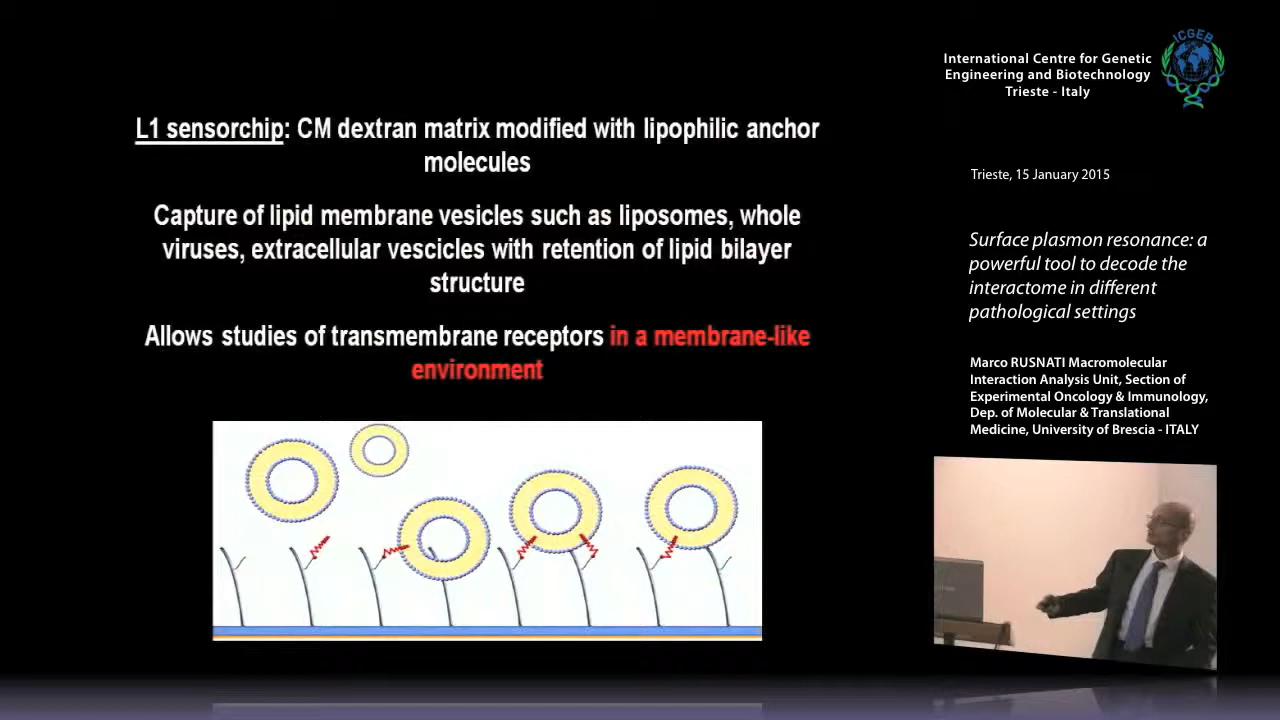 L1 sensorchip: CM dextran matrix modified with lipophilic anchor
molecules
Capture of lipid membrane vesicles such as liposomes, whole
viruses, extracellular vescicles with retention of lipid bilayer
structure
Allows studies of transmembrane receptors in a membrane-like
environment
International Centre for Genetic
Engineering and Biotechnology
Trieste - Italy
ICGEB
Trieste, 15 January 2015
Surface plasmon resonance: a
powerful tool to decode the
interactome in different
pathological settings
Marco RUSNATI Macromolecular
Interaction Analysis Unit, Section of
Experimental Oncology & Immunology,
Dep. of Molecular & Translational
Medicine, University of Brescia - ITALY